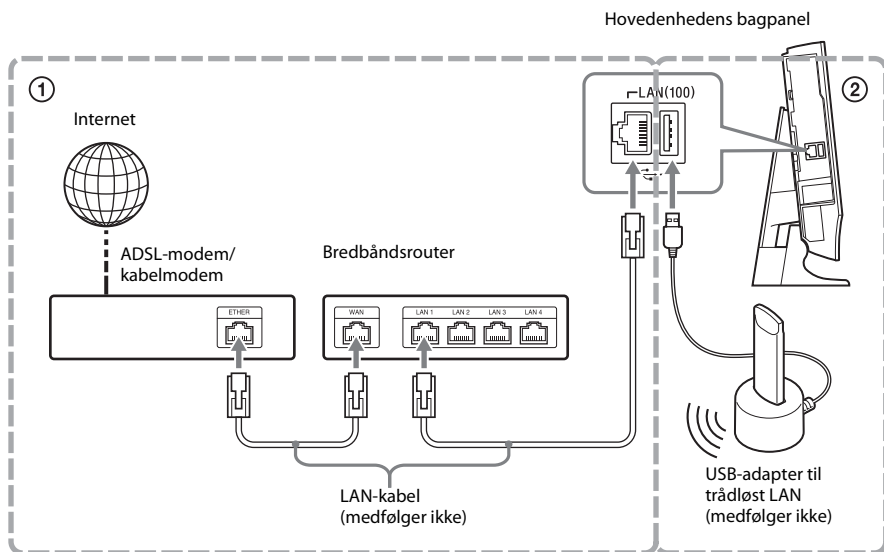 Hovedenhedens bagpanel
①
②
LAN(100)
Internet
ADSL-modem/
kabelmodem
Bredbåndsrouter
ETHER
WAN
LAN 1
LAN 2
LAN 3
LAN 4
LAN-kabel
(medfølger ikke)
USB-adapter til
trådløst LAN
(medfølger ikke)